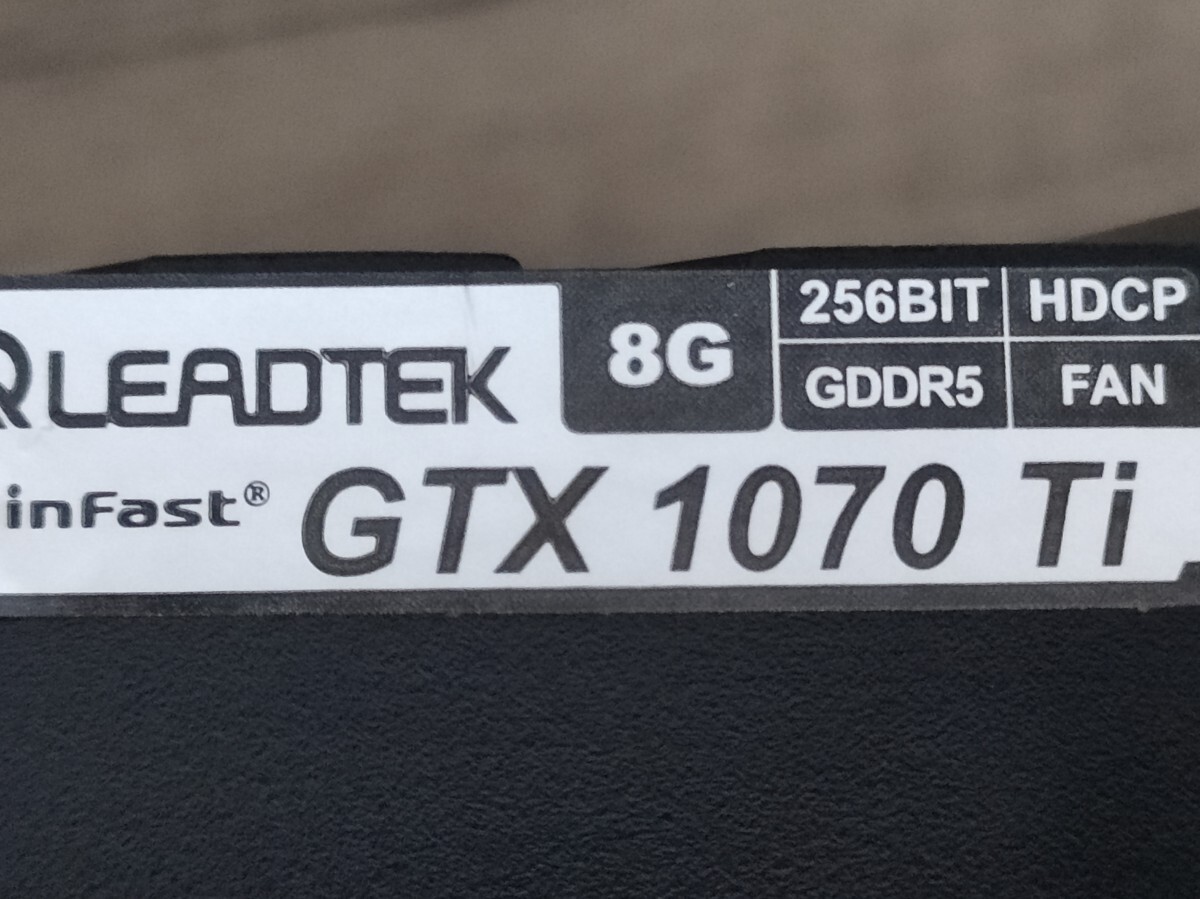 LEADTEK
8G
256BIT HDCP
GDDR5 FAN
inFast® GTX 1070 Ti